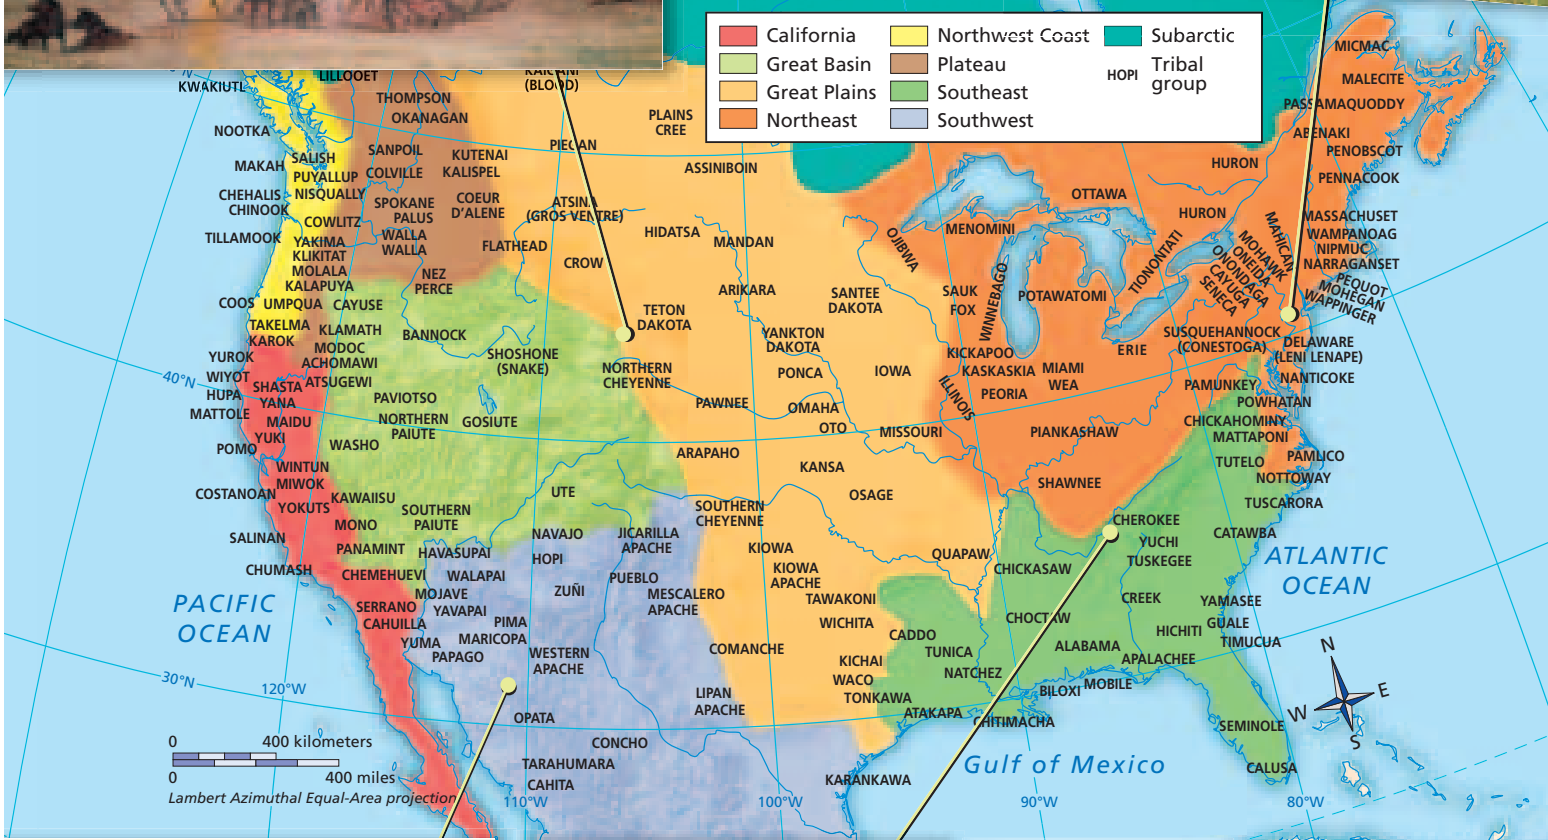 California
Great Basin
Great Plains
Northeast
Northwest Coast
Plateau
Southeast
Southwest
Subarctic
HOPI Tribal
group
LILLOOET
KWAKIUTL
(BLOOD)
THOMPSON
OKANAGAN
NOOTKA
SANPOIL
KUTENAI
KALISPEL
PIEGAN
PLAINS
CREE
ASSINIBOIN
MAKAH
SALISH
PUYALLUP
COLVILLE
NISQUALLY
CHEHALIS
CHINOOK
COWLITZ
SPOKANE
PALUS
COEUR
D'ALENE
ATSINA
(GROS VENTRE)
TILLAMOOK
YAKIMA
KLIKITAT
MOLALA
KALAPUYA
WALLA
WALLA
FLATHEAD
CROW
HIDATSA
MANDAN
NEZ
PERCE
COOS
UMPQUA
CAYUSE
ARIKARA
TAKELMA
KAROK
KLAMATH
MODOC
ACHOMAWI
ATSUGEWI
BANNOCK
SHOSHONE
(SNAKE)
TETON
DAKOTA
SANTEE
DAKOTA
YANKTON
DAKOTA
NORTHERN
CHEYENNE
PONCA
IOWA
YUROK
WIYOT
HUPA
MATTOLE
SHASTA
YANA
MAIDU
YUKI
POMO
PAVIOTSO
NORTHERN
PAIUTE
GOSIUTE
WASHO
PAWNEE
OMAHA
OTO
MISSOURI
ARAPAHO
KANSA
OSAGE
WINTUN
MIWOK
COSTANOAN
YOKUTS
KAWAIISU
MONO
SOUTHERN
PAIUTE
UTE
SOUTHERN
CHEYENNE
SALINAN
PANAMINT
HAVASUPAI
NAVAJO
JICARILLA
APACHE
CHUMASH
CHEMEHUEVI
WALAPAI
HOPI
KIOWA
KIOWA
APACHE
QUAPAW
MOJAVE
YAVAPAI
ZUÑI
PUEBLO
MESCALERO
APACHE
TAWAKONI
WICHITA
SERRANO
CAHUILLA
PIMA
YUMA
MARICOPA
PAPAGO
WESTERN
APACHE
COMANCHE
KICHAI
WACO
TONKAWA
LIPAN
APACHE
OPATA
CONCHO
TARAHUMARA
CAHITA
KARANKAWA
MICMAC
MALECITE
PASSAMAQUODDY
ABENAKI
PENOBSCOT
PENNACOOK
HURON
OTTAWA
HURON
MAHICAN
MASSACHUSET
WAMPANOAG
NIPMUC
NARRAGANSET
PEQUOT
MOHEGAN
WAPPINGER
MENOMINI
OJIBWA
TIONONTATI
MOHAWK
ONEIDA
ONONDAGA
CAYUGA
SENECA
SAUK
FOX
WINNEBAGO
POTAWATOMI
SUSQUEHANNOCK
(CONESTOGA)
DELAWARE
(LENI LENAPE)
ERIE
KICKAPOO
KASKASKIA
MIAMI
WEA
PEORIA
ILLINOIS
NANTICOKE
PAMUNKEY
POWHATAN
CHICKAHOMINY
MATTAPONI
PIANKASHAW
SHAWNEE
TUTELO
PAMLICO
NOTTOWAY
TUSCARORA
CHEROKEE
YUCHI
TUSKEGEE
CATAWBA
CHICKASAW
CREEK
YAMASEE
GUALE
HICHITI
TIMUCUA
CHOCTAW
CADDO
TUNICA
NATCHEZ
ALABAMA
APALACHEE
BILOXI
MOBILE
ATAKAPA
CHITIMACHA
SEMINOLE
CALUSA
PACIFIC
OCEAN
ATLANTIC
OCEAN
Gulf of Mexico
40°N
30°N
120°W
110°W
100°W
90°W
80°W
N
E
W
S
0 400 kilometers
0 400 miles
Lambert Azimuthal Equal-Area projection